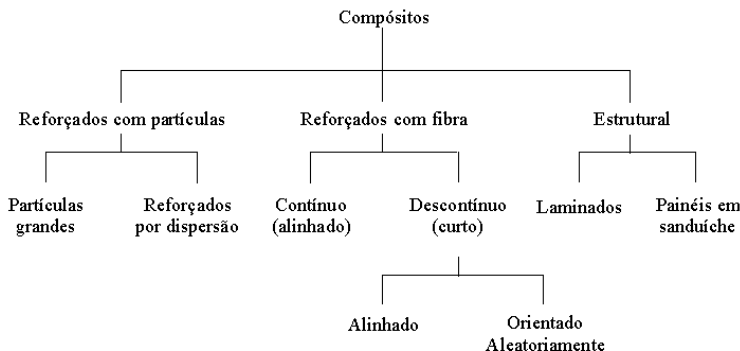 Compósitos
Reforçados com partículas
Reforçados com fibra
Estrutural
Partículas
grandes
Reforçados
por dispersão
Contínuo
(alinhado)
Descontínuo
(curto)
Laminados
Painéis em
sanduíche
Alinhado
Orientado
Aleatoriamente